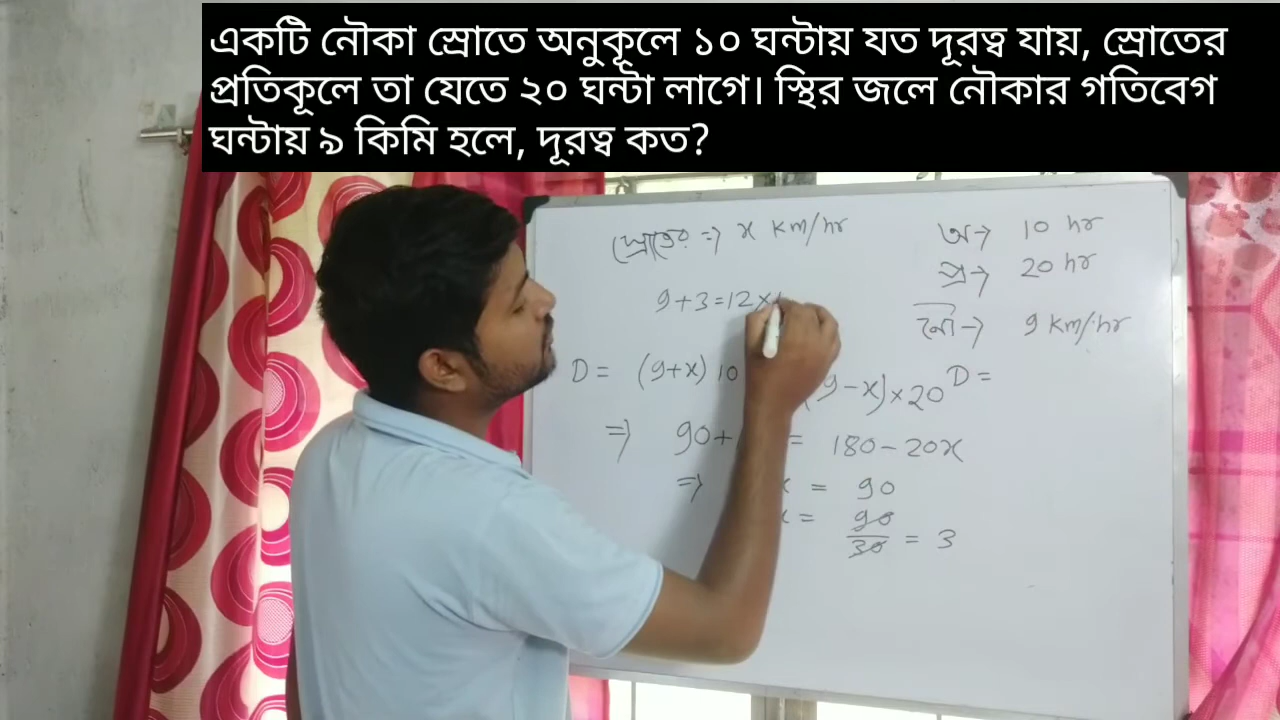 একটি নৌকা স্রোতে অনুকূলে ১০ ঘন্টায় যত দূরত্ব যায়, স্রোতের
প্রতিকূলে তা যেতে ২০ ঘন্টা লাগে। স্থির জলে নৌকার গতিবেগ
ঘন্টায় ৯ কিমি হলে, দূরত্ব কত?
স্রোতের => x km/hr
অ→ 10 hr
প্র→ 20 hr
নৌ→ 9 km/hr
9+3=12×
D = (9+x) 10
(9-x)×20 D =
=> 90+ = 180-20x
=> x = 90
x = 90/30 = 3